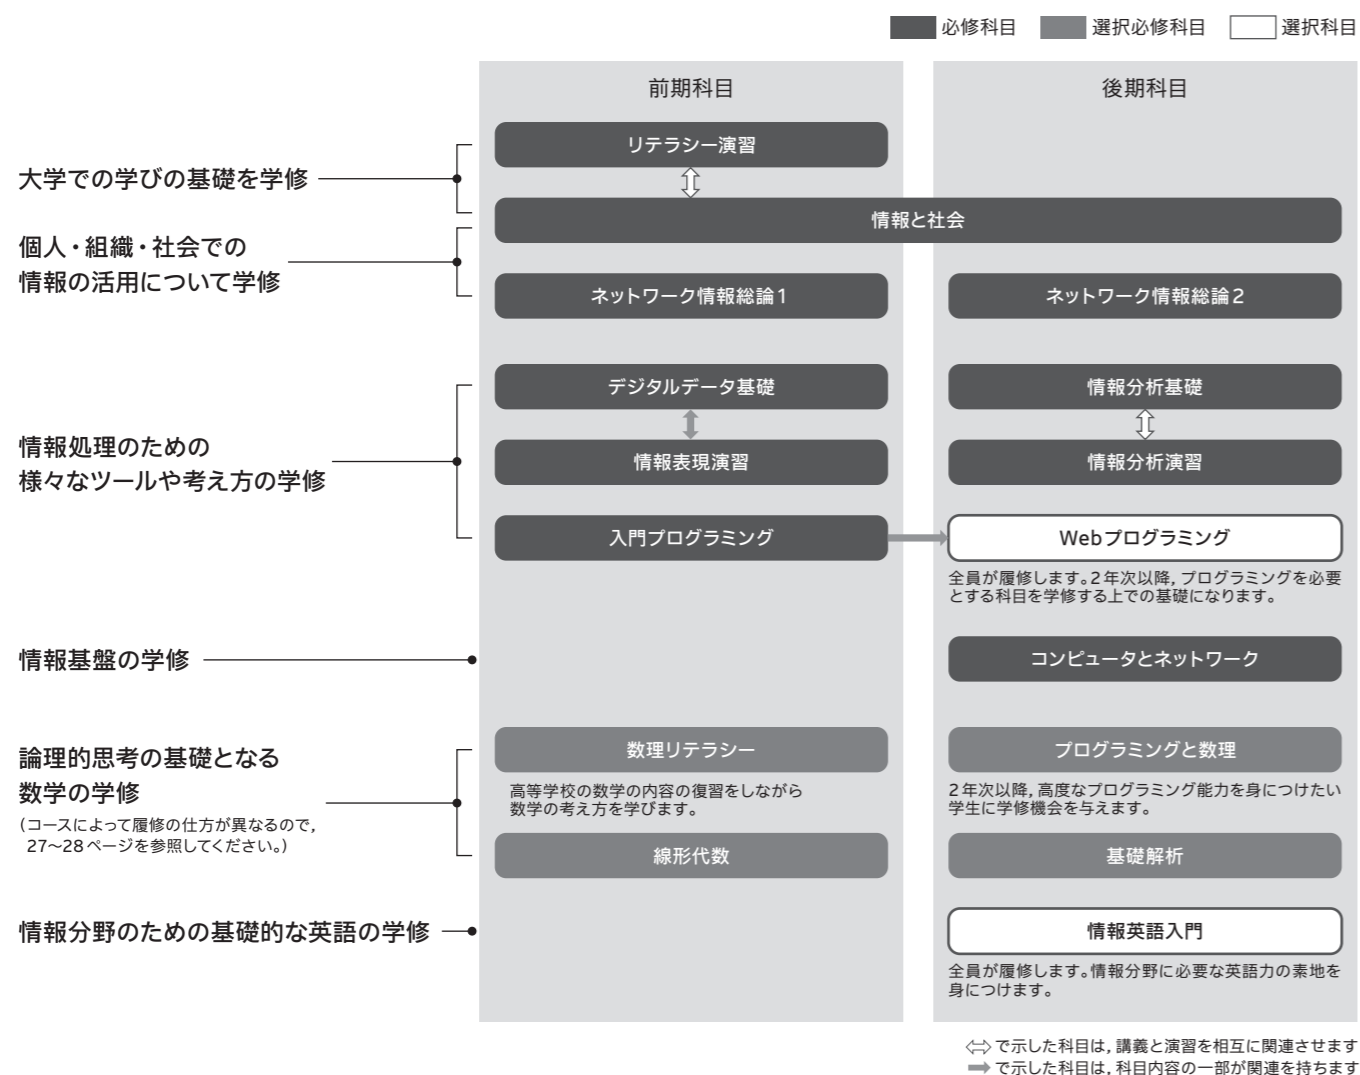 必修科目 選択必修科目 選択科目
前期科目 後期科目
リテラシー演習
大学での学びの基礎を学修
情報と社会
個人・組織・社会での
情報の活用について学修
ネットワーク情報総論1 ネットワーク情報総論2
デジタルデータ基礎 情報分析基礎
情報処理のための
様々なツールや考え方の学修
情報表現演習 情報分析演習
入門プログラミング Webプログラミング
全員が履修します。2年次以降, プログラミングを必要
とする科目を学修する上での基礎になります。
情報基盤の学修 コンピュータとネットワーク
論理的思考の基礎となる
数学の学修
(コースによって履修の仕方が異なるので,
27〜28ページを参照してください。)
数理リテラシー プログラミングと数理
高等学校の数学の内容の復習をしながら
数学の考え方を学びます。
2年次以降, 高度なプログラミング能力を身につけたい
学生に学修機会を与えます。
線形代数 基礎解析
情報分野のための基礎的な英語の学修 情報英語入門
全員が履修します。情報分野に必要な英語力の素地を
身につけます。
⇔ で示した科目は, 講義と演習を相互に関連させます
➡ で示した科目は, 科目内容の一部が関連を持ちます